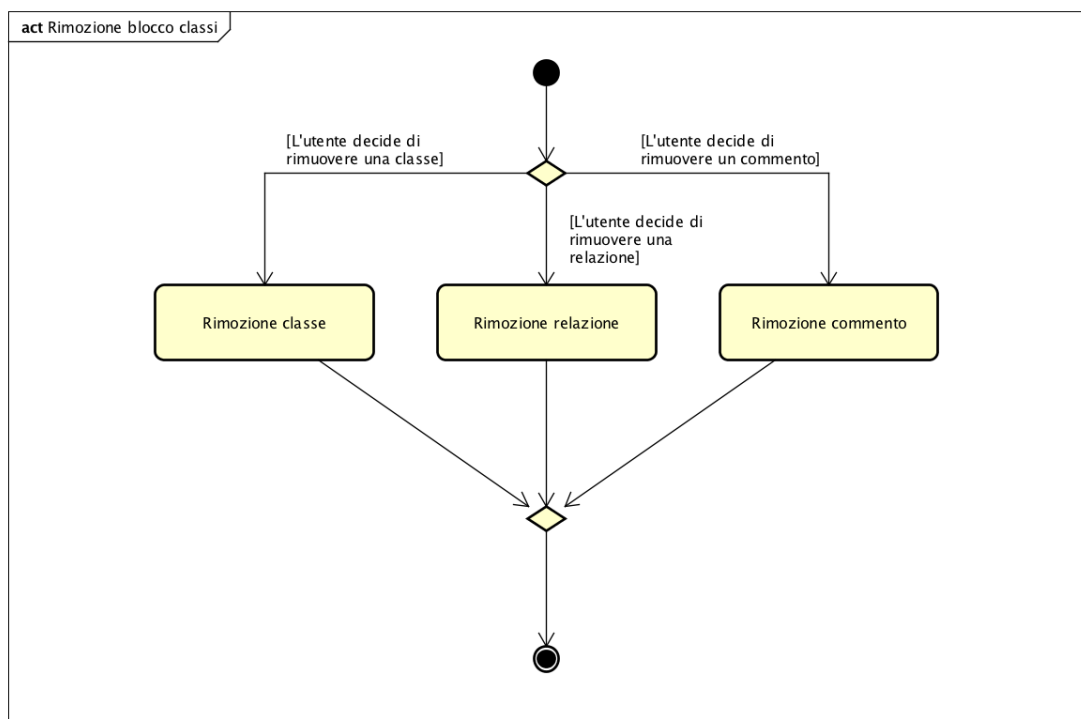 act Rimozione blocco classi
[L'utente decide di
rimuovere una classe]
[L'utente decide di
rimuovere un commento]
[L'utente decide di
rimuovere una
relazione]
Rimozione classe
Rimozione relazione
Rimozione commento